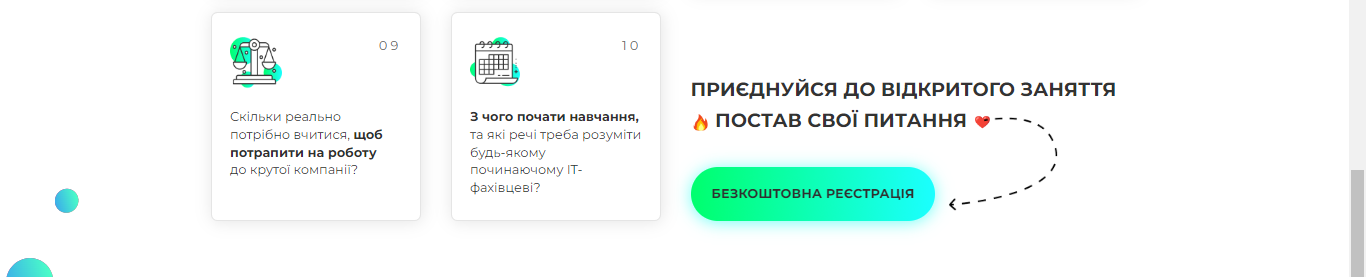 09
Скільки реально
потрібно вчитися, щоб
потрапити на роботу
до крутої компанії?
10
З чого почати навчання,
та які речі треба розуміти
будь-якому
починаючому ІТ-
фахівцеві?
ПРИЄДНУЙСЯ ДО ВІДКРИТОГО ЗАНЯТТЯ
🔥 ПОСТАВ СВОЇ ПИТАННЯ 💘
БЕЗКОШТОВНА РЕЄСТРАЦІЯ